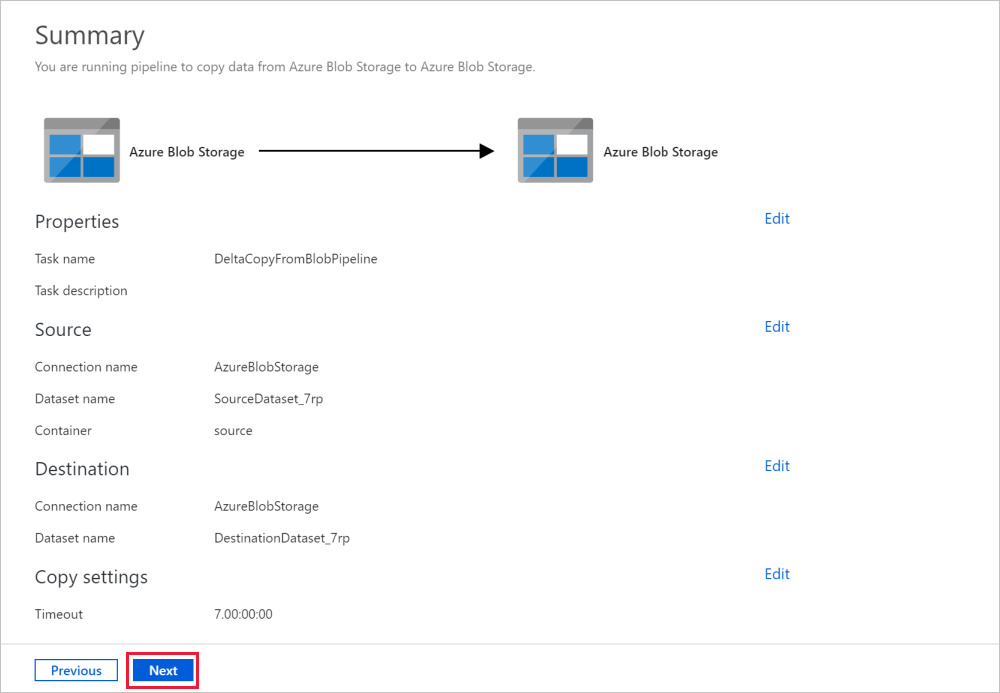 Summary
You are running pipeline to copy data from Azure Blob Storage to Azure Blob Storage.
Azure Blob Storage
Azure Blob Storage
Properties
Edit
Task name
DeltaCopyFromBlobPipeline
Task description
Source
Edit
Connection name
AzureBlobStorage
Dataset name
SourceDataset_7rp
Container
source
Destination
Edit
Connection name
AzureBlobStorage
Dataset name
DestinationDataset_7rp
Copy settings
Edit
Timeout
7.00:00:00
Previous
Next